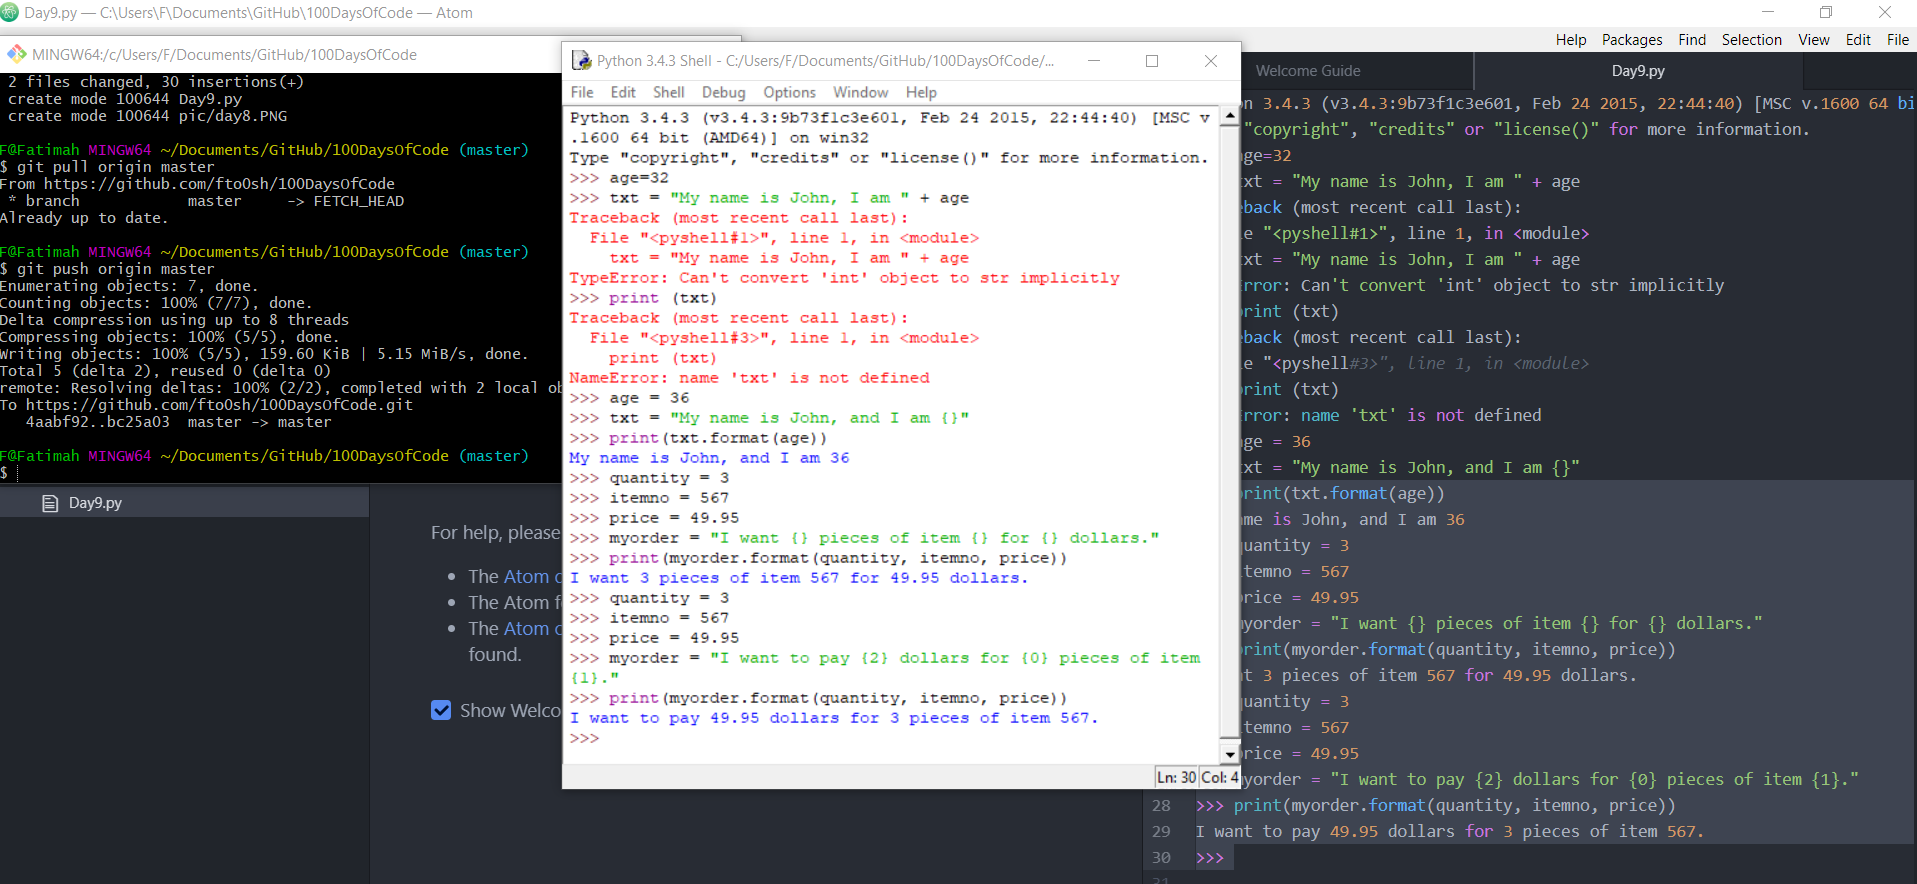 Day9.py — C:\Users\F\Documents\GitHub\100DaysOfCode — Atom
Help Packages Find Selection View Edit File
MINGW64:/c/Users/F/Documents/GitHub/100DaysOfCode
2 files changed, 30 insertions(+)
create mode 100644 Day9.py
create mode 100644 pic/day8.PNG
F@Fatimah MINGW64 ~/Documents/GitHub/100DaysOfCode (master)
$ git pull origin master
From https://github.com/fto0sh/100DaysOfCode
* branch master -> FETCH_HEAD
Already up to date.
F@Fatimah MINGW64 ~/Documents/GitHub/100DaysOfCode (master)
$ git push origin master
Enumerating objects: 7, done.
Counting objects: 100% (7/7), done.
Delta compression using up to 8 threads
Compressing objects: 100% (5/5), done.
Writing objects: 100% (5/5), 159.60 KiB | 5.15 MiB/s, done.
Total 5 (delta 2), reused 0 (delta 0)
remote: Resolving deltas: 100% (2/2), completed with 2 local
To https://github.com/fto0sh/100DaysOfCode.git
4aabf92..bc25a03 master -> master
F@Fatimah MINGW64 ~/Documents/GitHub/100DaysOfCode (master)
$
Day9.py
For help, please
The Atom
The Atom
The Atom
found.
Show
Python 3.4.3 Shell - C:/Users/F/Documents/GitHub/100DaysOfCode/...
File Edit Shell Debug Options Window Help
Python 3.4.3 (v3.4.3:9b73f1c3e601, Feb 24 2015, 22:44:40) [MSC v
.1600 64 bit (AMD64)] on win32
Type "copyright", "credits" or "license()" for more information.
>>> age=32
>>> txt = "My name is John, I am " + age
Traceback (most recent call last):
File "<pyshell#1>", line 1, in <module>
txt = "My name is John, I am " + age
TypeError: Can't convert 'int' object to str implicitly
>>> print (txt)
Traceback (most recent call last):
File "<pyshell#3>", line 1, in <module>
print (txt)
NameError: name 'txt' is not defined
>>> age = 36
>>> txt = "My name is John, and I am {}"
>>> print(txt.format(age))
My name is John, and I am 36
>>> quantity = 3
>>> itemno = 567
>>> price = 49.95
>>> myorder = "I want {} pieces of item {} for {} dollars."
>>> print(myorder.format(quantity, itemno, price))
I want 3 pieces of item 567 for 49.95 dollars.
>>> quantity = 3
>>> itemno = 567
>>> price = 49.95
>>> myorder = "I want to pay {2} dollars for {0} pieces of item
{1}."
>>> print(myorder.format(quantity, itemno, price))
I want to pay 49.95 dollars for 3 pieces of item 567.
>>>
Ln: 30 Col: 4
Welcome Guide
Day9.py
3.4.3 (v3.4.3:9b73f1c3e601, Feb 24 2015, 22:44:40) [MSC v.1600 64 bi
"copyright", "credits" or "license()" for more information.
ge=32
xt = "My name is John, I am " + age
back (most recent call last):
e "<pyshell#1>", line 1, in <module>
xt = "My name is John, I am " + age
rror: Can't convert 'int' object to str implicitly
rint (txt)
back (most recent call last):
e "<pyshell#3>", line 1, in <module>
rint (txt)
rror: name 'txt' is not defined
ge = 36
xt = "My name is John, and I am {}"
rint(txt.format(age))
me is John, and I am 36
uantity = 3
temno = 567
rice = 49.95
yorder = "I want {} pieces of item {} for {} dollars."
rint(myorder.format(quantity, itemno, price))
t 3 pieces of item 567 for 49.95 dollars.
uantity = 3
temno = 567
rice = 49.95
yorder = "I want to pay {2} dollars for {0} pieces of item {1}."
28 >>> print(myorder.format(quantity, itemno, price))
29 I want to pay 49.95 dollars for 3 pieces of item 567.
30 >>>